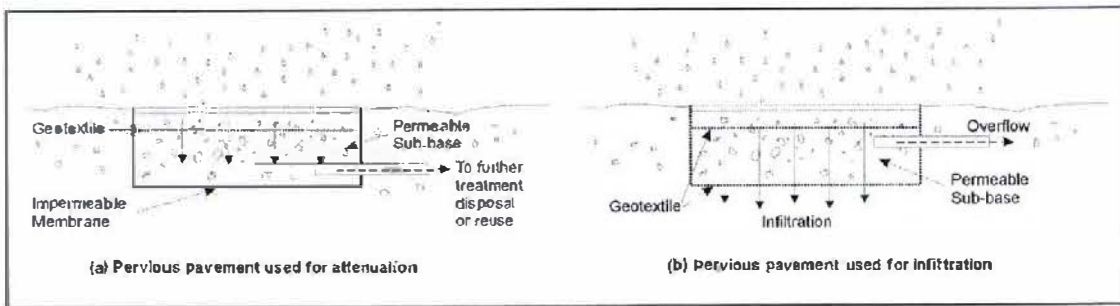 Geotextile
Permeable
Sub-base
To further
treatment
disposal
or reuse
Impermeable
Membrane
(a) Pervious pavement used for attenuation
Overflow
Permeable
Sub-base
Geotextile
Infiltration
(b) Pervious pavement used for infiltration